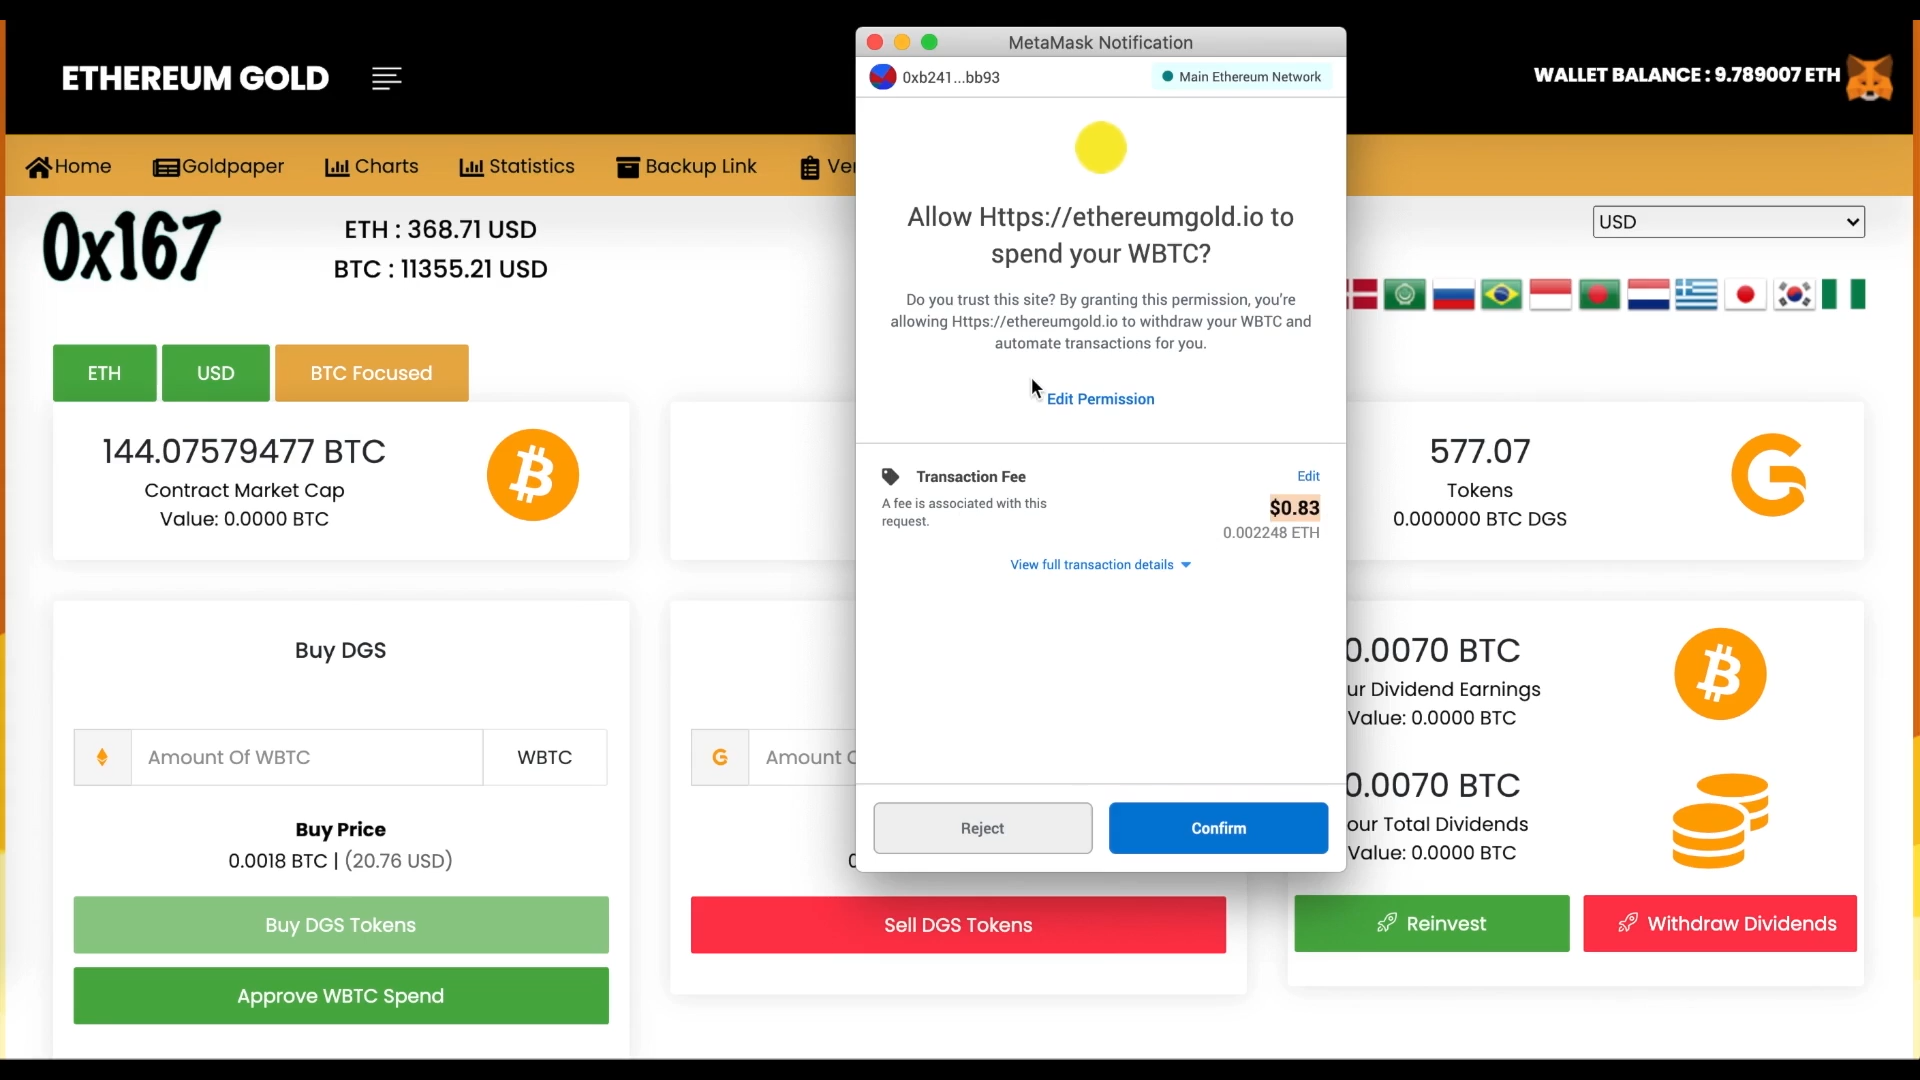 MetaMask Notification
ETHEREUM GOLD
0xb241...bb93
Main Ethereum Network
WALLET BALANCE : 9.789007 ETH
Home
Goldpaper
Charts
Statistics
Backup Link
Ver
0x167
ETH : 368.71 USD
BTC : 11355.21 USD
Allow Https://ethereumgold.io to
spend your WBTC?
Do you trust this site? By granting this permission, you're
allowing Https://ethereumgold.io to withdraw your WBTC and
automate transactions for you.
Edit Permission
USD
ETH
USD
BTC Focused
144.07579477 BTC
Contract Market Cap
Value: 0.0000 BTC
Transaction Fee
Edit
A fee is associated with this
request.
$0.83
0.002248 ETH
View full transaction details
577.07
Tokens
0.000000 BTC DGS
Buy DGS
Amount Of WBTC
WBTC
Buy Price
0.0018 BTC | (20.76 USD)
Buy DGS Tokens
Approve WBTC Spend
G
Amount
Sell DGS Tokens
Reject
Confirm
0.0070 BTC
ur Dividend Earnings
Value: 0.0000 BTC
0.0070 BTC
our Total Dividends
Value: 0.0000 BTC
Reinvest
Withdraw Dividends